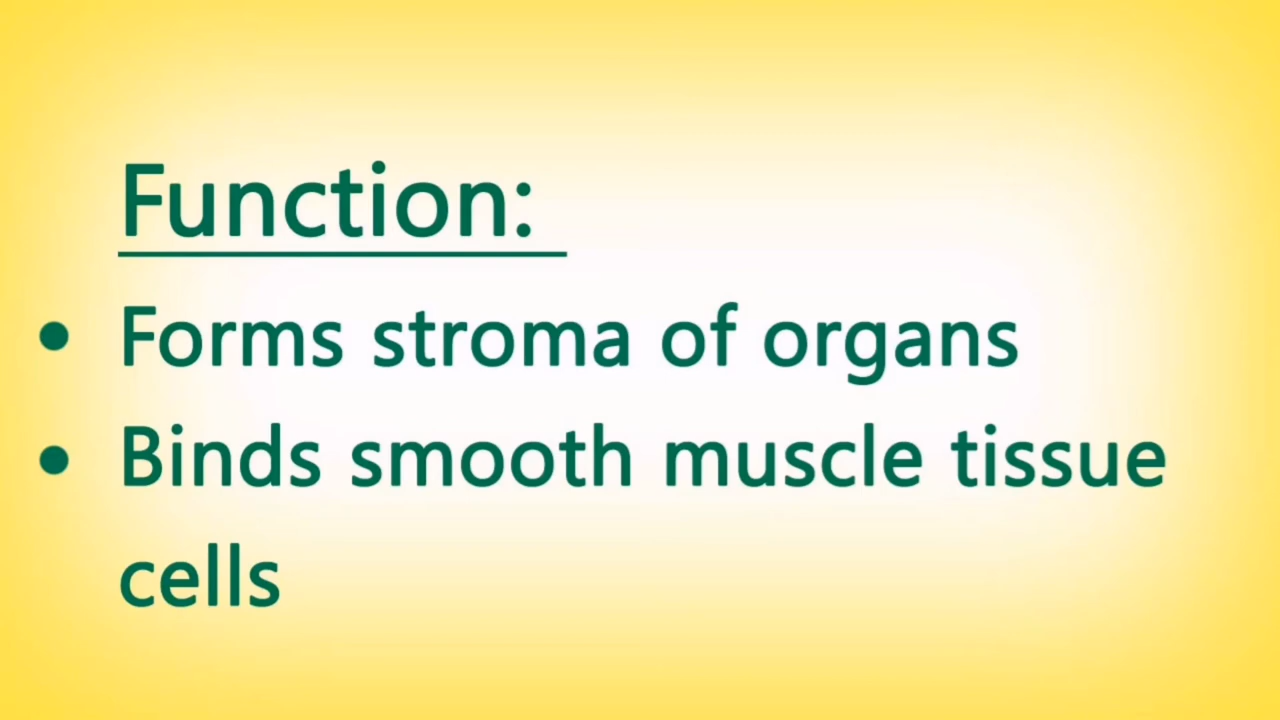 Function:
• Forms stroma of organs
• Binds smooth muscle tissue
cells